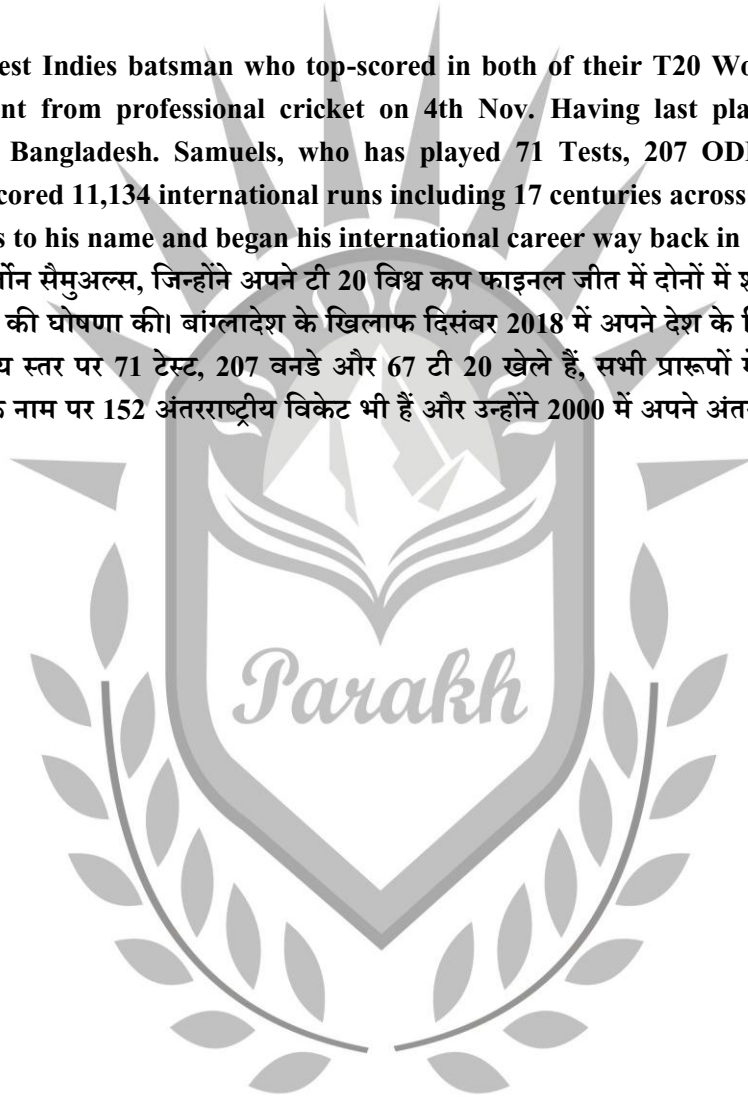 est Indies batsman who top-scored in both of their T20 Wo
nt from professional cricket on 4th Nov. Having last pla
Bangladesh. Samuels, who has played 71 Tests, 207 OD
cored 11,134 international runs including 17 centuries across
s to his name and began his international career way back in
र्लोन सैमुअल्स, जिन्होंने अपने टी 20 विश्व कप फाइनल जीत में दोनों में
की घोषणा की। बांग्लादेश के खिलाफ दिसंबर 2018 में अपने देश के
य स्तर पर 71 टेस्ट, 207 वनडे और 67 टी 20 खेले हैं, सभी प्रारूपों में
नाम पर 152 अंतरराष्ट्रीय विकेट भी हैं और उन्होंने 2000 में अपने अंत
Parakh